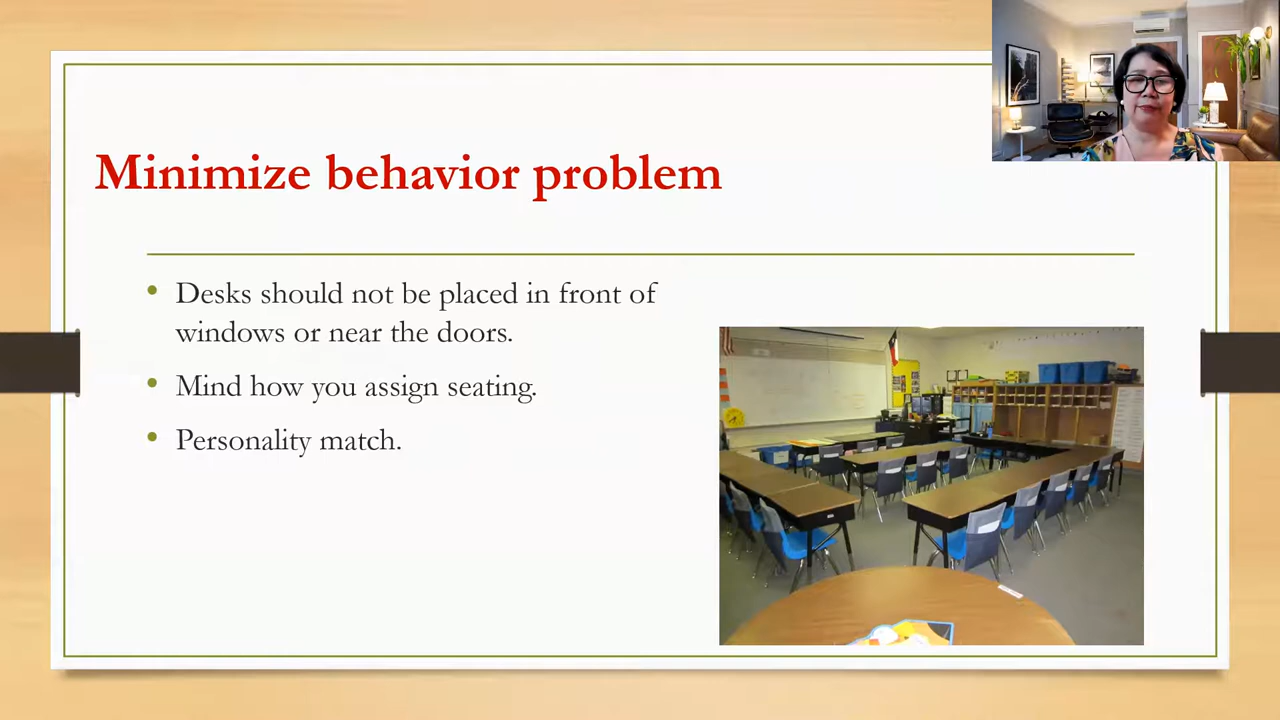 Minimize behavior problem
• Desks should not be placed in front of
windows or near the doors.
• Mind how you assign seating.
• Personality match.